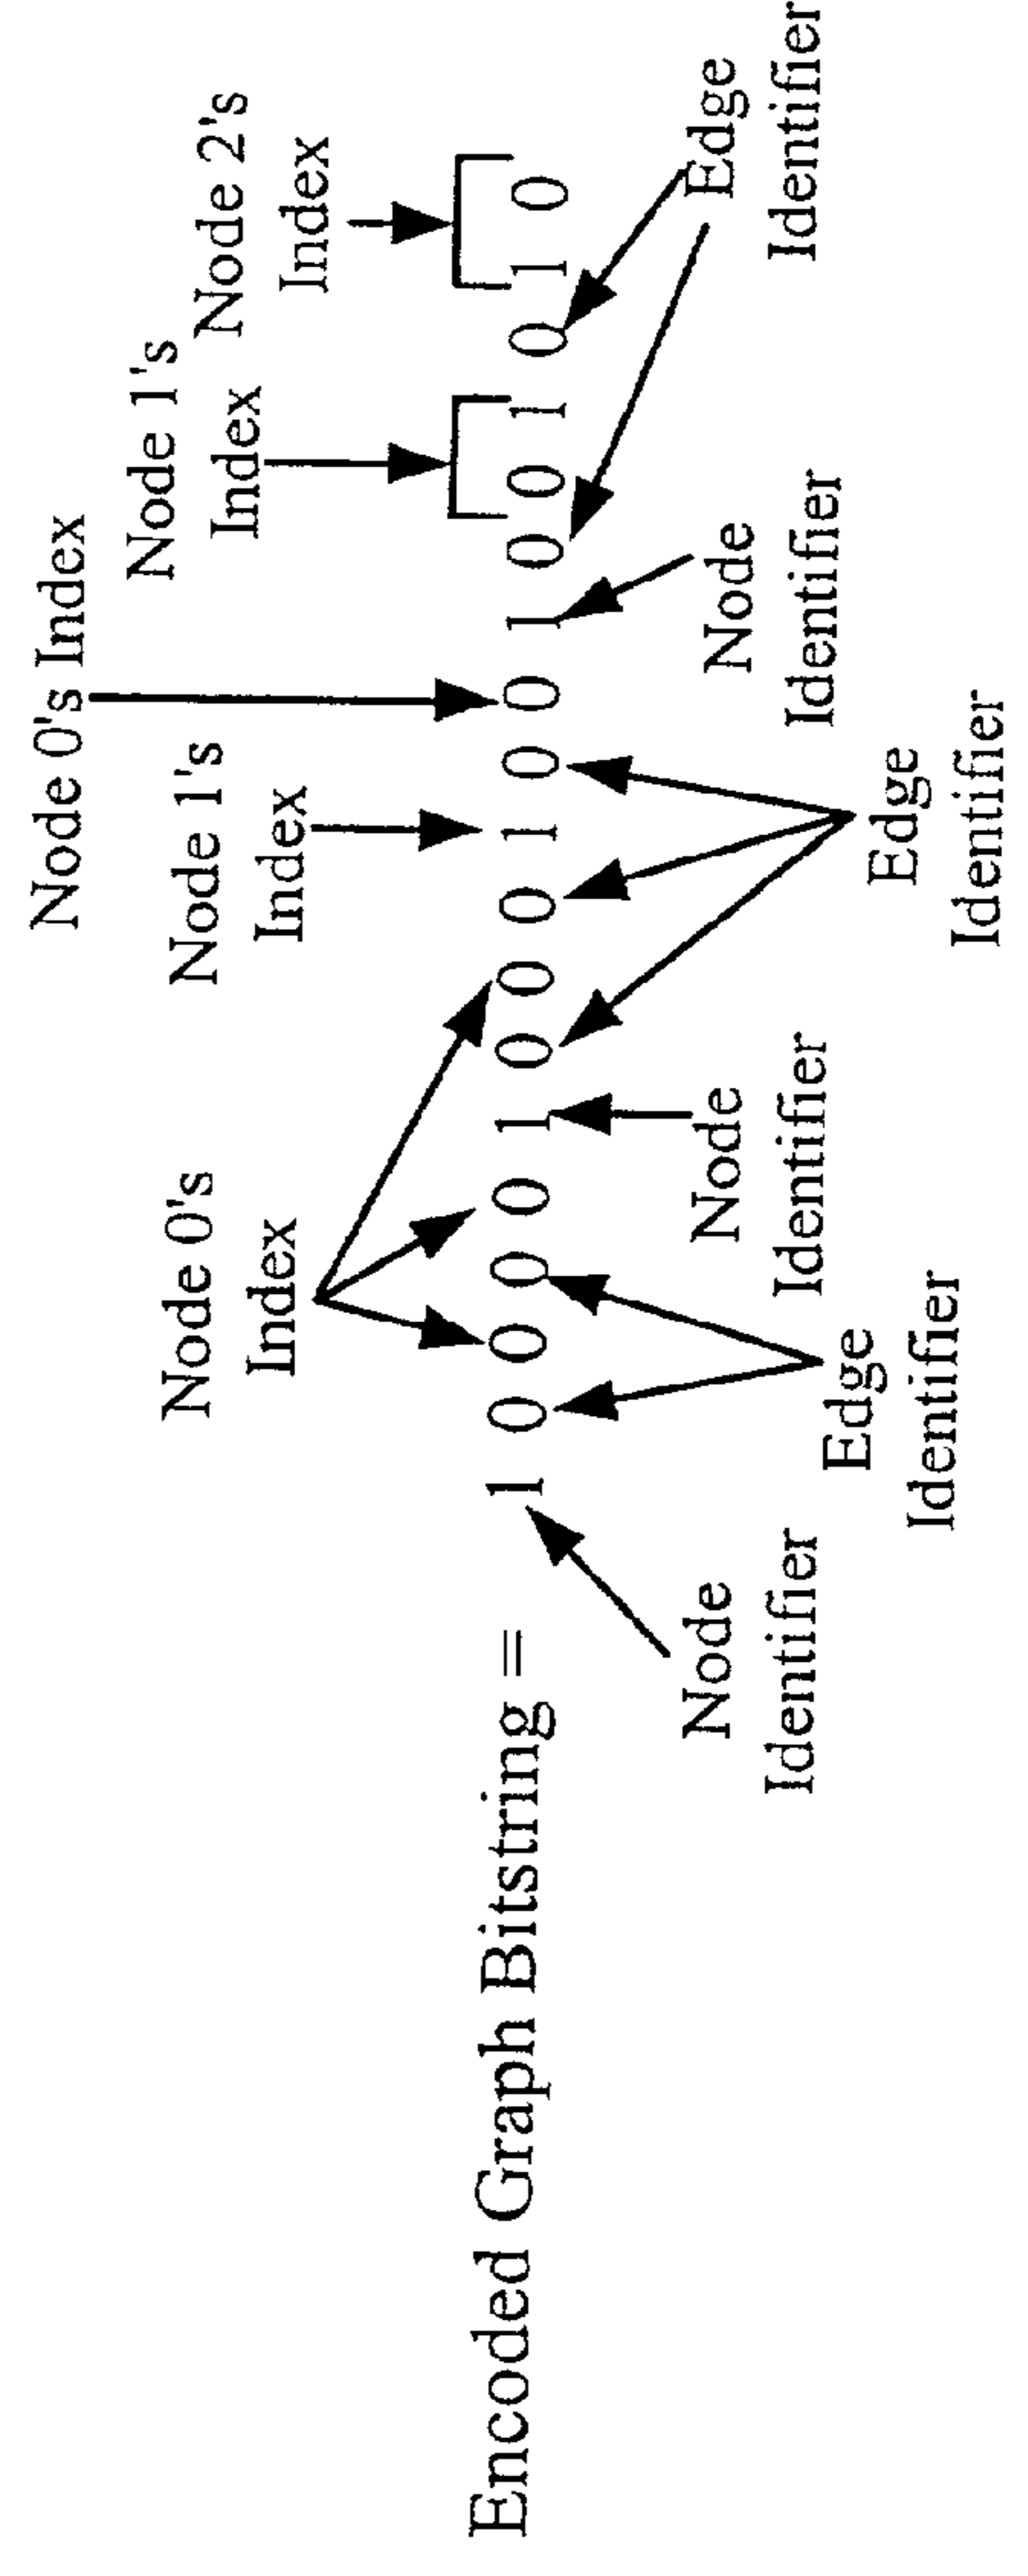 Node 0's
Index
Node 1's
Index
Node 0's Index
Node 1's
Index
Node 2's
Index
Encoded Graph Bitstring = 1 0 0 0 0 1 0 0 0 1 0 0 1 0 0 1 0 1 0
Node
Identifier
Edge
Identifier
Node
Identifier
Edge
Identifier
Node
Identifier
Edge
Identifier